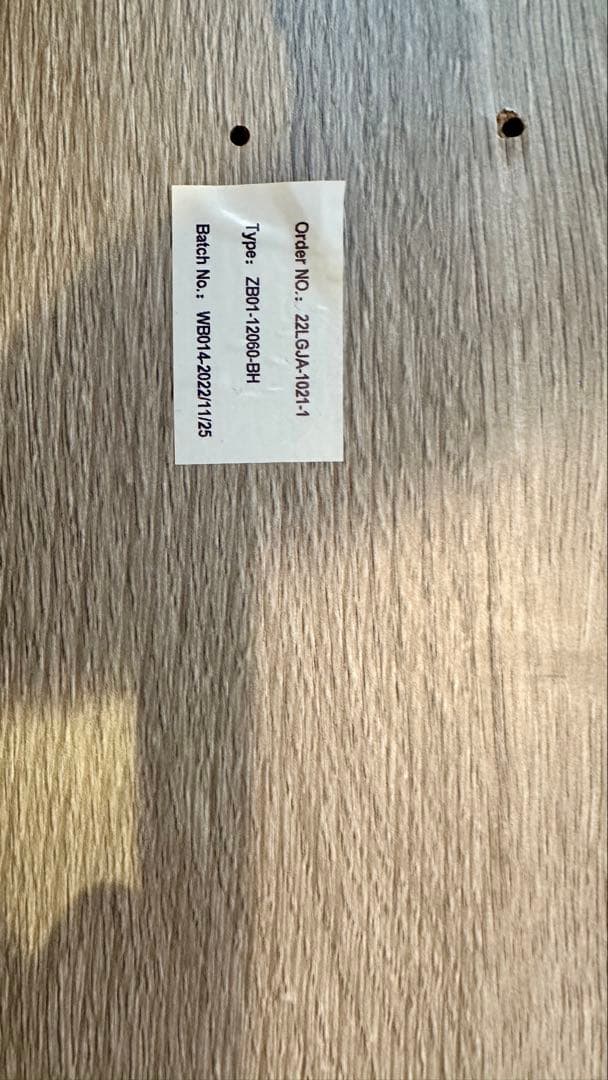 Order NO.: 22LGJA-1021-1
Type: ZB01-12060-BH
Batch No.: WB014-2022/11/25